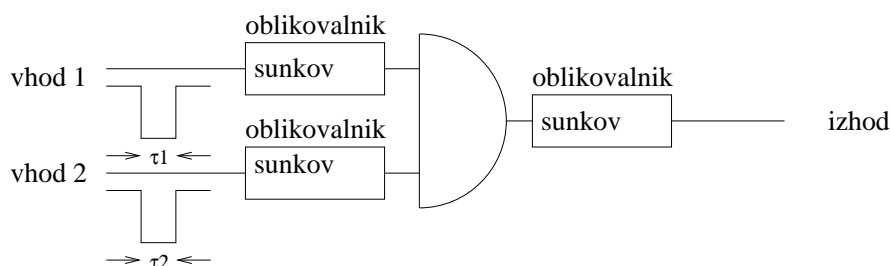 oblikovalnik
vhod 1
sunkov
oblikovalnik
sunkov
izhod
τ1
oblikovalnik
vhod 2
sunkov
τ2